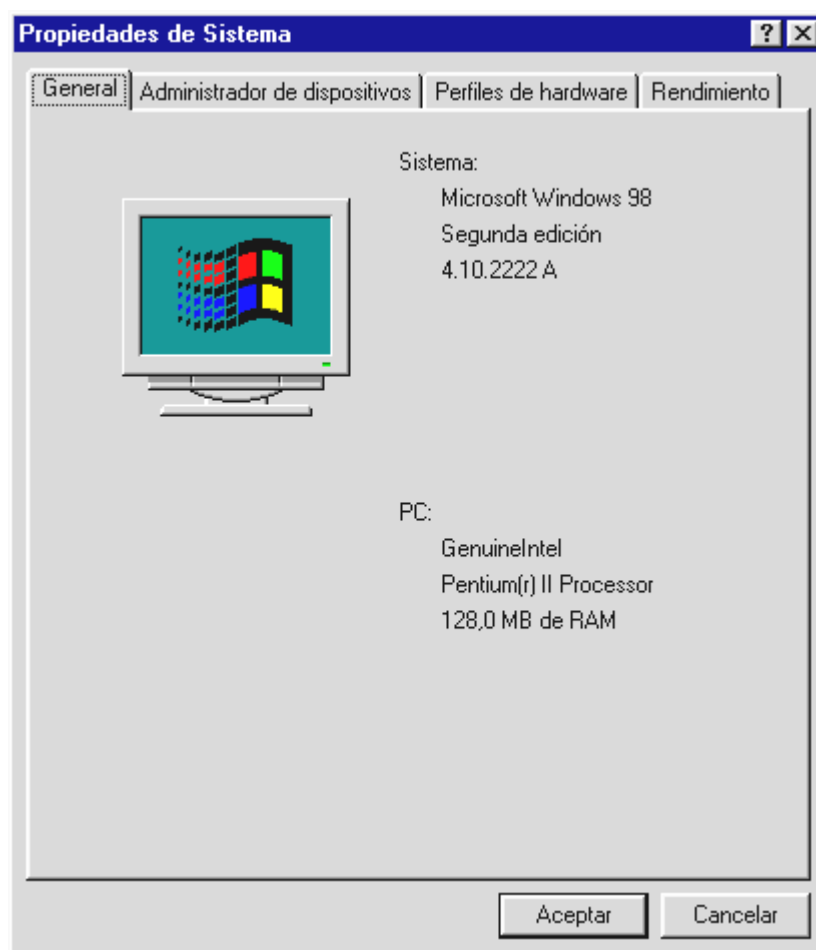 Propiedades de Sistema
General Administrador de dispositivos Perfiles de hardware Rendimiento
Sistema:
Microsoft Windows 98
Segunda edición
4.10.2222 A
PC:
GenuineIntel
Pentium(r) II Processor
128,0 MB de RAM
Aceptar Cancelar